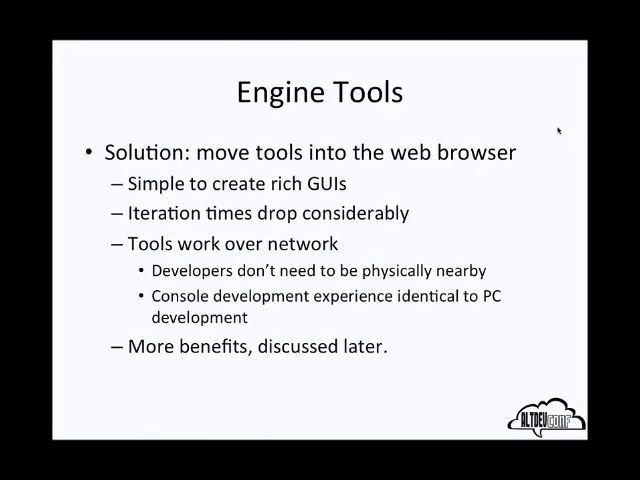 Engine Tools
• Solution: move tools into the web browser
– Simple to create rich GUIs
– Iteration times drop considerably
– Tools work over network
• Developers don't need to be physically nearby
• Console development experience identical to PC
development
– More benefits, discussed later.
ALTDEVCONF